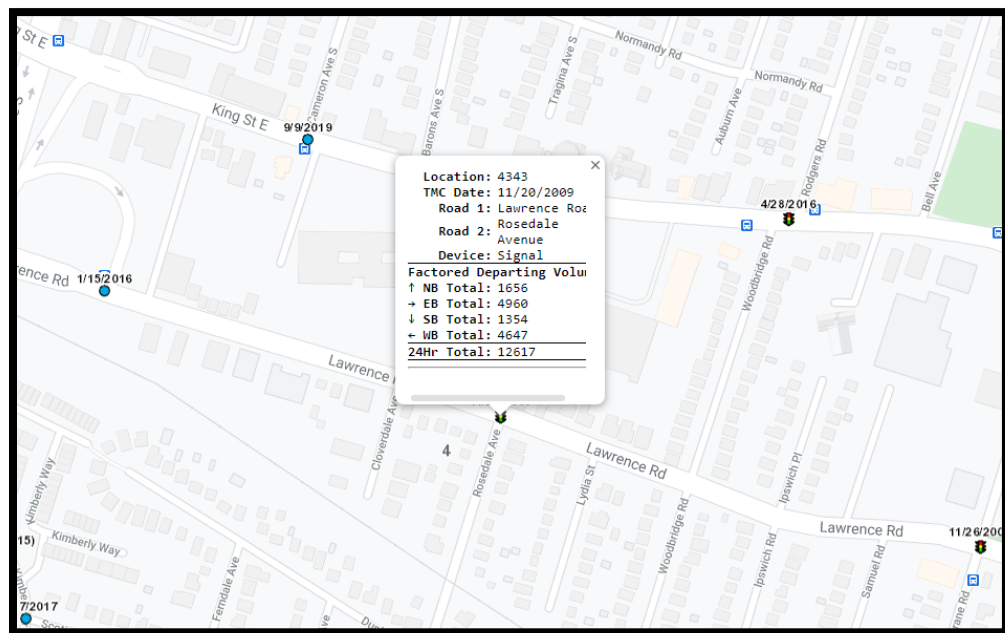 St E
Normandy Rd
Normandy Rd
Tragina Ave S
Cameron Ave S
Barons Ave S
Auburn Ave
Rodgers Rd
Bell Ave
King St E
9/9/2019
4/28/2016
Location: 4343
TMC Date: 11/20/2009
Road 1: Lawrence Roa
Road 2: Rosedale
Avenue
Device: Signal
Factored Departing Volu
↑ NB Total: 1656
→ EB Total: 4960
↓ SB Total: 1354
← WB Total: 4647
24Hr Total: 12617
rence Rd
1/15/2016
Woodbridge Rd
Lawrence
Cloverdale Ave
4
Rosedale Ave
Lawrence Rd
Lydia St
Ipswich Pl
Woodbridge Rd
Ipswich Rd
Lawrence Rd
Samuel Rd
11/26/200
rane Rd
Kimberly Way
15)
Kimberly Way
Ferndale Ave
7/2017